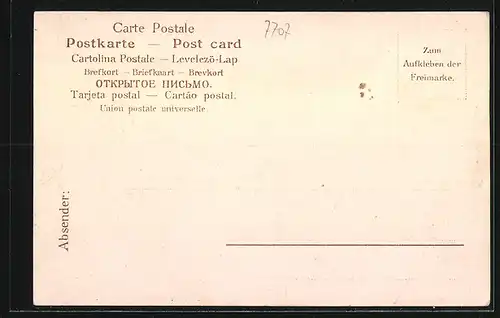 Carte Postale
Postkarte — Post card
Cartolina Postale — Levelező-Lap
Brefkort — Briefkaart — Brevkort
ОТКРЫТОЕ ПИСЬМО.
Tarjeta postal — Cartão postal.
Union postale universelle
7707
Zum
Aufkleben der
Freimarke.
Absender: